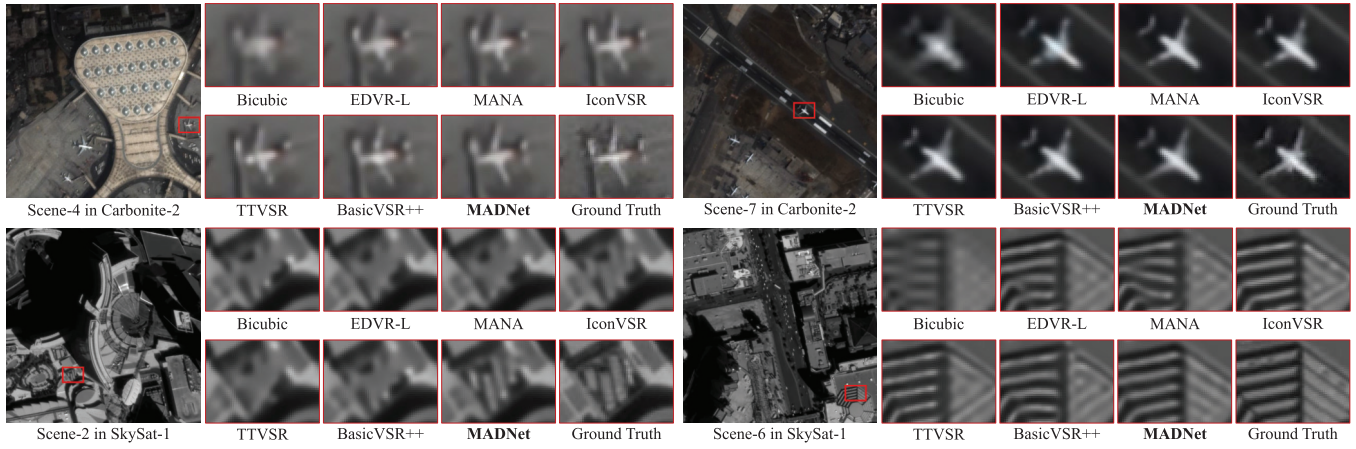 Bicubic EDVR-L MANA IconVSR
Scene-4 in Carbonite-2 TTVSR BasicVSR++ MADNet Ground Truth
Bicubic EDVR-L MANA IconVSR
Scene-7 in Carbonite-2 TTVSR BasicVSR++ MADNet Ground Truth
Bicubic EDVR-L MANA IconVSR
Scene-2 in SkySat-1 TTVSR BasicVSR++ MADNet Ground Truth
Bicubic EDVR-L MANA IconVSR
Scene-6 in SkySat-1 TTVSR BasicVSR++ MADNet Ground Truth